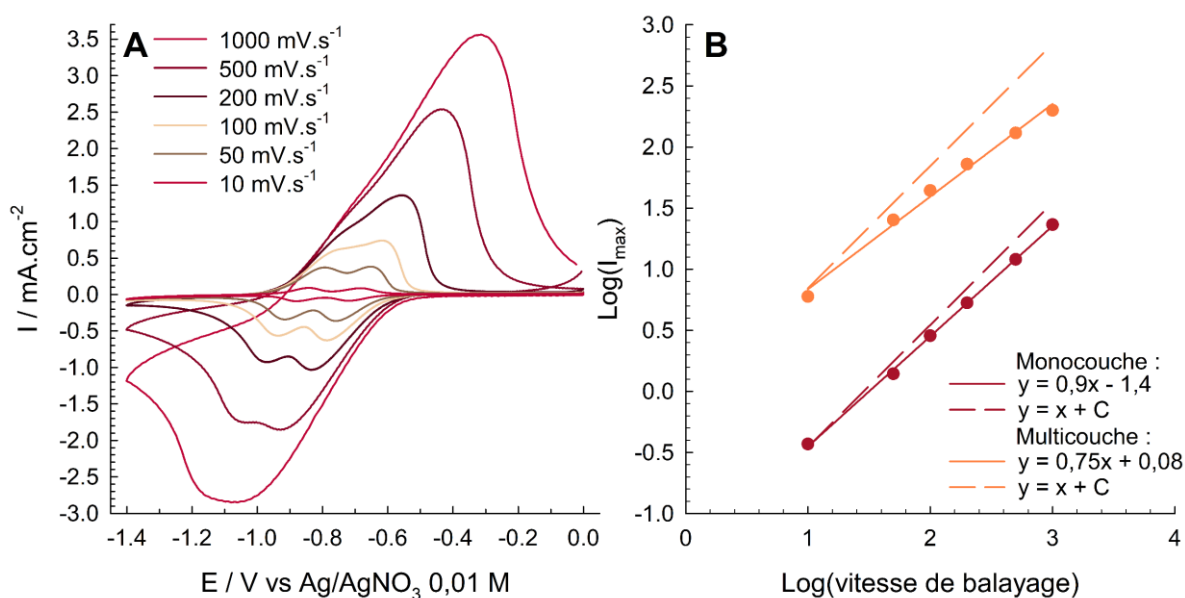 A
1000 mV.s⁻¹
500 mV.s⁻¹
200 mV.s⁻¹
100 mV.s⁻¹
50 mV.s⁻¹
10 mV.s⁻¹
3.5
3.0
2.5
2.0
1.5
1.0
0.5
0.0
-0.5
-1.0
-1.5
-2.0
-2.5
-3.0
I / mA.cm⁻²
-1.4 -1.2 -1.0 -0.8 -0.6 -0.4 -0.2 0.0
E / V vs Ag/AgNO₃ 0,01 M
B
3.0
2.5
2.0
1.5
1.0
0.5
0.0
-0.5
-1.0
Log(Iₘₐₓ)
Monocouche :
y = 0,9x - 1,4
y = x + C
Multicouche :
y = 0,75x + 0,08
y = x + C
0 1 2 3 4
Log(vitesse de balayage)